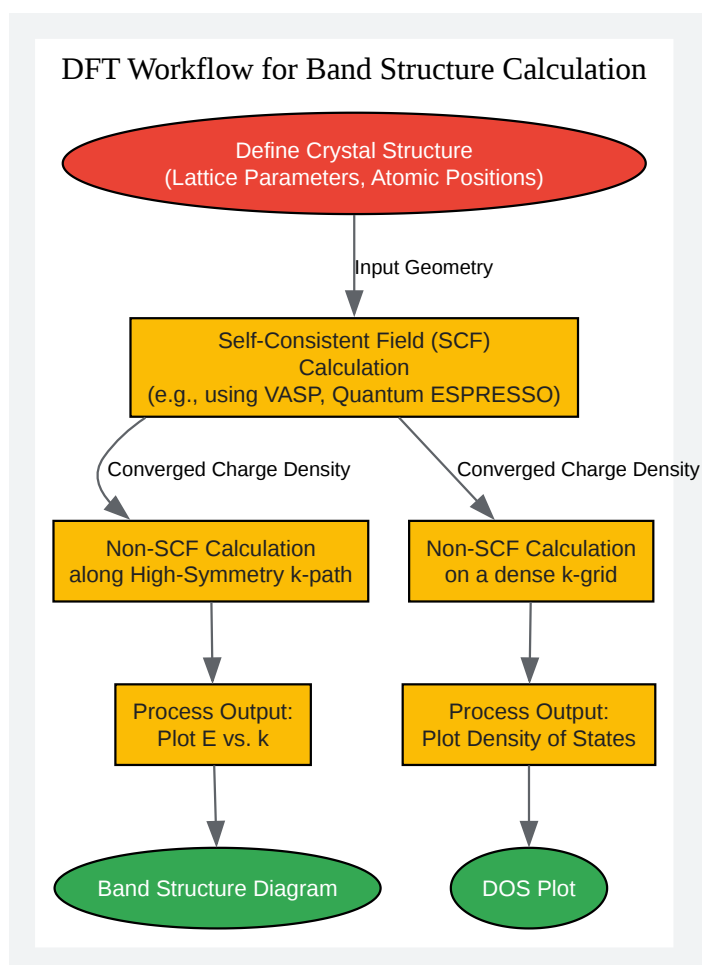 DFT Workflow for Band Structure Calculation
Define Crystal Structure
(Lattice Parameters, Atomic Positions)
Input Geometry
Self-Consistent Field (SCF)
Calculation
(e.g., using VASP, Quantum ESPRESSO)
Converged Charge Density
Converged Charge Density
Non-SCF Calculation
along High-Symmetry k-path
Non-SCF Calculation
on a dense k-grid
Process Output:
Plot E vs. k
Process Output:
Plot Density of States
Band Structure Diagram
DOS Plot